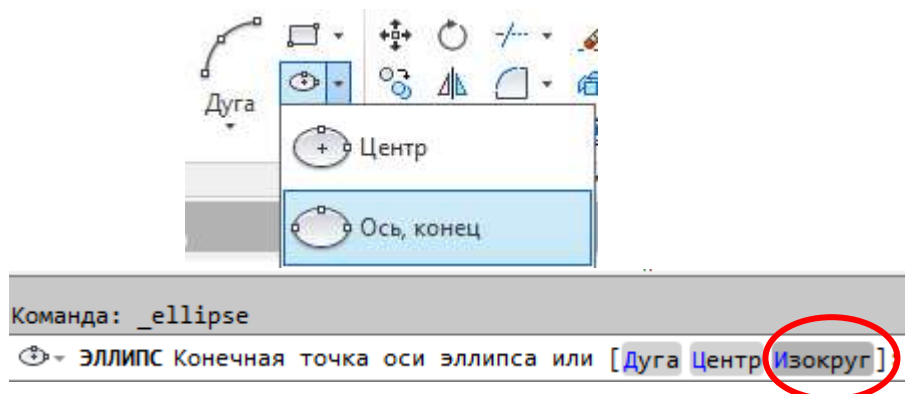 Дуга
Центр
Ось, конец
Команда: _ellipse
ЭЛЛИПС Конечная точка оси эллипса или [Дуга Центр Изокруг]: